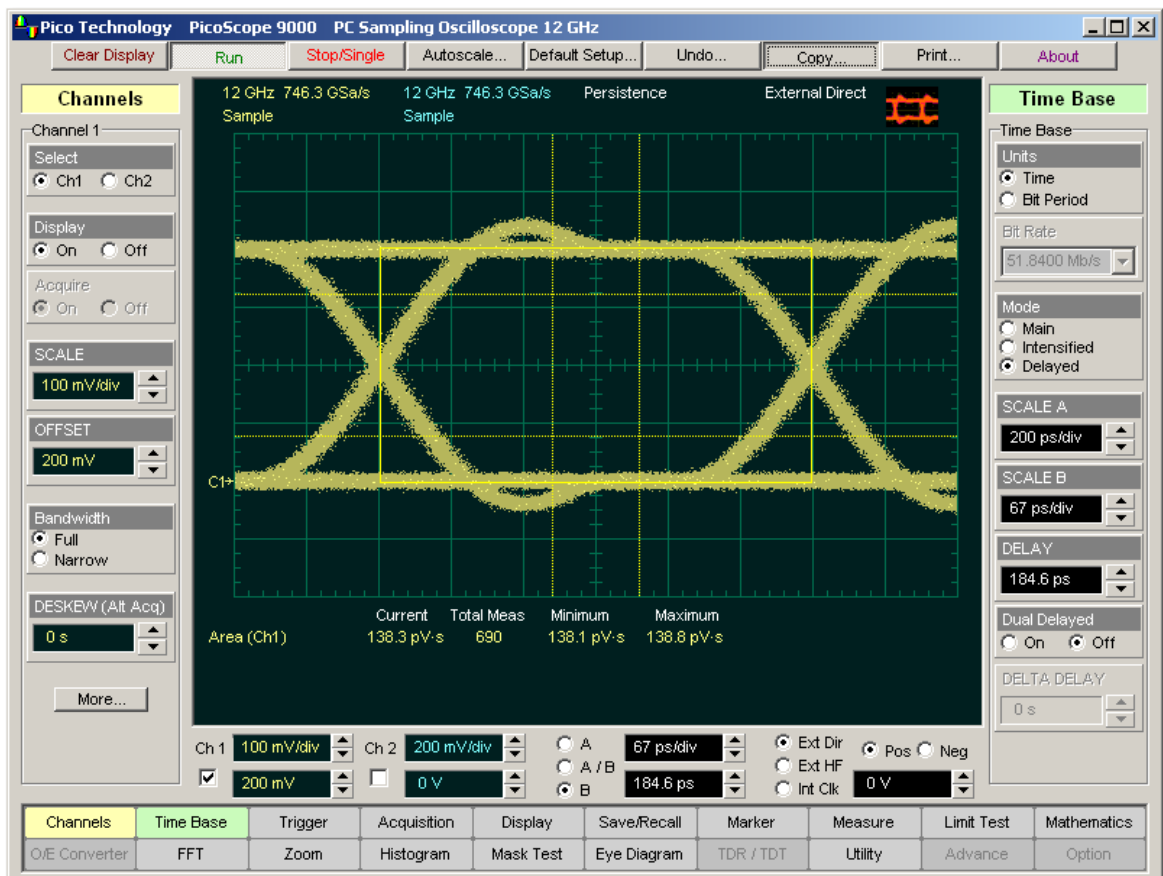 Pico Technology PicoScope 9000 PC Sampling Oscilloscope 12 GHz
Clear Display Run Stop/Single Autoscale... Default Setup... Undo... Copy... Print... About
Channels
Channel 1
Select
Ch1 Ch2
Display
On Off
Acquire
On Off
SCALE
100 mV/div
OFFSET
200 mV
Bandwidth
Full
Narrow
DESKEW (Alt Acq)
0 s
More...
12 GHz 746.3 GSa/s 12 GHz 746.3 GSa/s Persistence External Direct
Sample Sample
C1
Current Total Meas Minimum Maximum
Area (Ch1) 138.3 pV·s 690 138.1 pV·s 138.8 pV·s
Time Base
Time Base
Units
Time
Bit Period
Bit Rate
51.8400 Mb/s
Mode
Main
Intensified
Delayed
SCALE A
200 ps/div
SCALE B
67 ps/div
DELAY
184.6 ps
Dual Delayed
On Off
DELTA DELAY
0 s
Ch 1 100 mV/div Ch 2 200 mV/div A 67 ps/div Ext Dir Pos Neg
A / B Ext HF
200 mV 0 V B 184.6 ps Int Clk 0 V
Channels Time Base Trigger Acquisition Display Save/Recall Marker Measure Limit Test Mathematics
O/E Converter FFT Zoom Histogram Mask Test Eye Diagram TDR / TDT Utility Advance Option